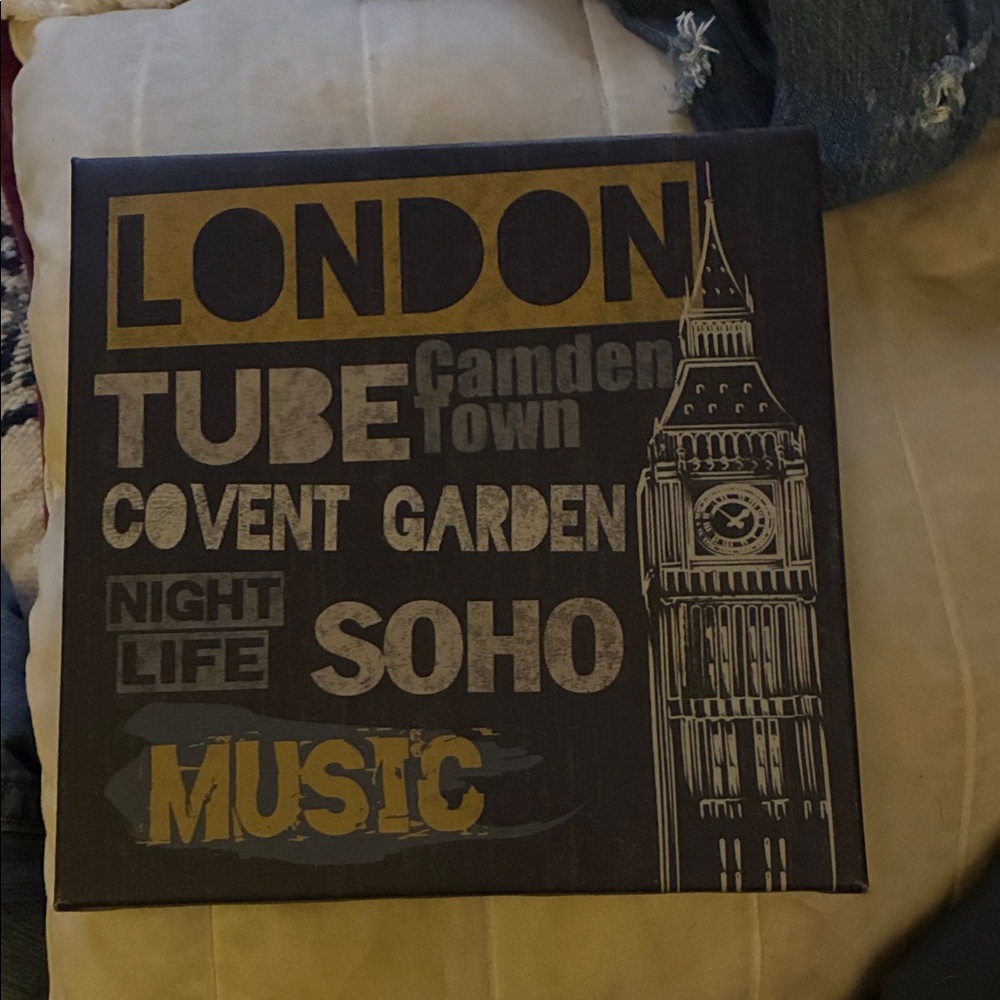 LONDON
TUBE
Camden
Town
COVENT GARDEN
NIGHT
LIFE
SOHO
MUSIC